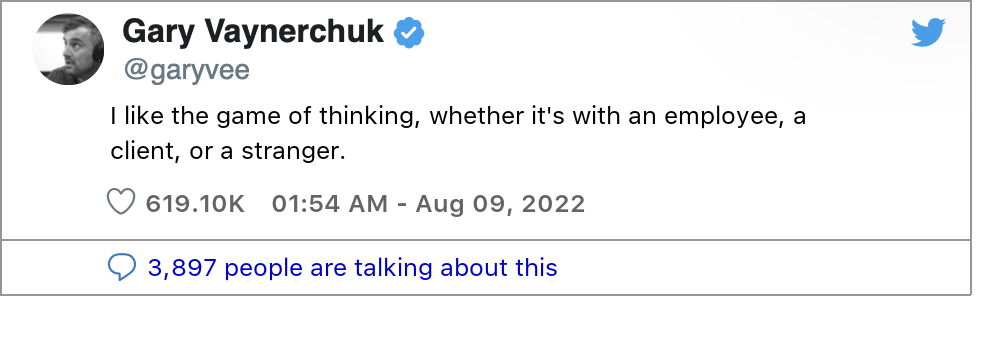 Gary Vaynerchuk
@garyvee
I like the game of thinking, whether it's with an employee, a
client, or a stranger.
619.10K 01:54 AM - Aug 09, 2022
3,897 people are talking about this